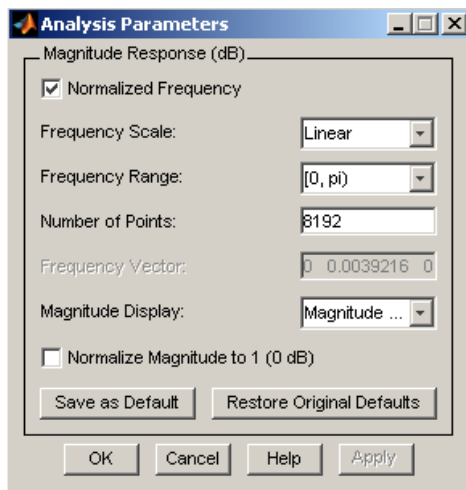 Analysis Parameters
Magnitude Response (dB)
Normalized Frequency
Frequency Scale: Linear
Frequency Range: [0, pi)
Number of Points: 8192
Frequency Vector: 0 0.0039216 0
Magnitude Display: Magnitude ...
Normalize Magnitude to 1 (0 dB)
Save as Default Restore Original Defaults
OK Cancel Help Apply